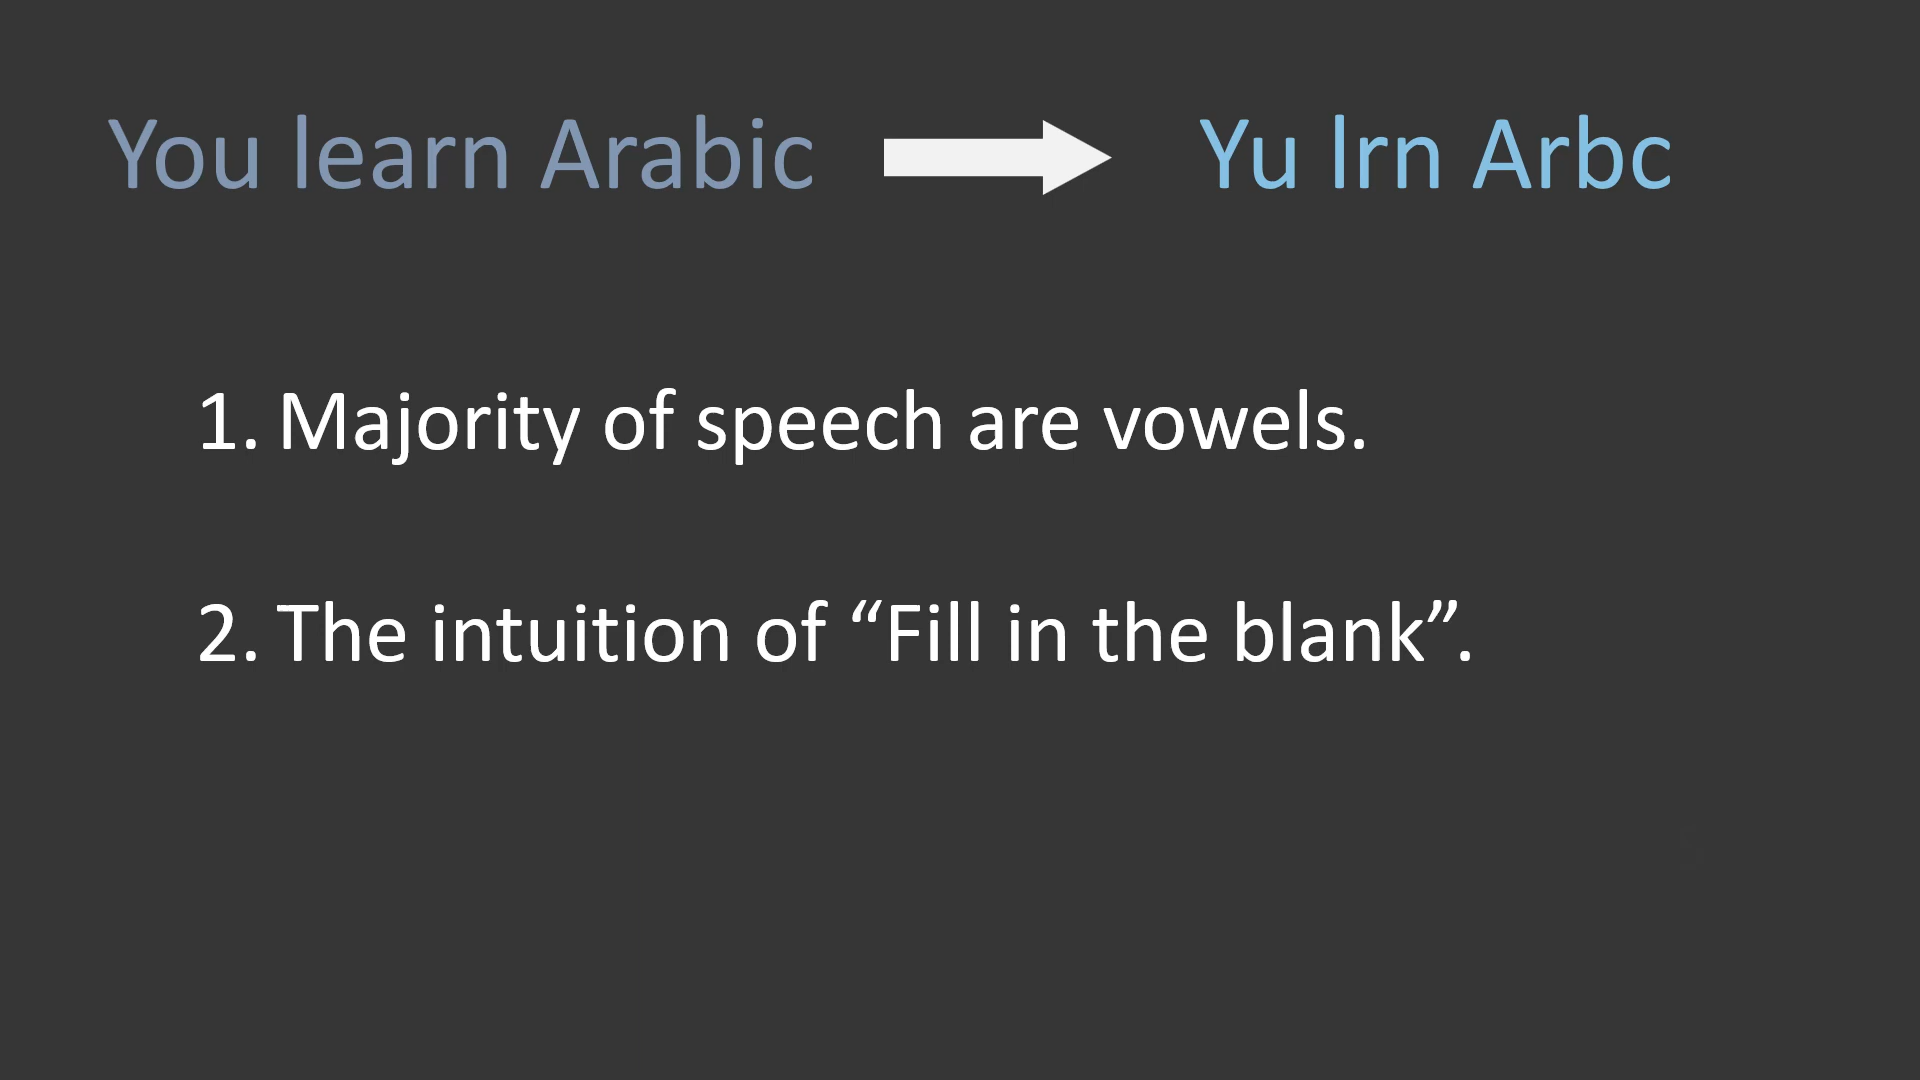 You learn Arabic Yu lrn Arbc
1. Majority of speech are vowels.
2. The intuition of “Fill in the blank”.